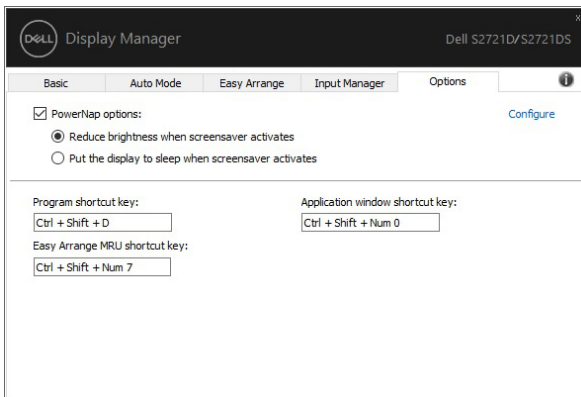 DELL Display Manager Dell S2721D/S2721DS
Basic Auto Mode Easy Arrange Input Manager Options
PowerNap options: Configure
Reduce brightness when screensaver activates
Put the display to sleep when screensaver activates
Program shortcut key: Application window shortcut key:
Ctrl + Shift + D Ctrl + Shift + Num 0
Easy Arrange MRU shortcut key:
Ctrl + Shift + Num 7